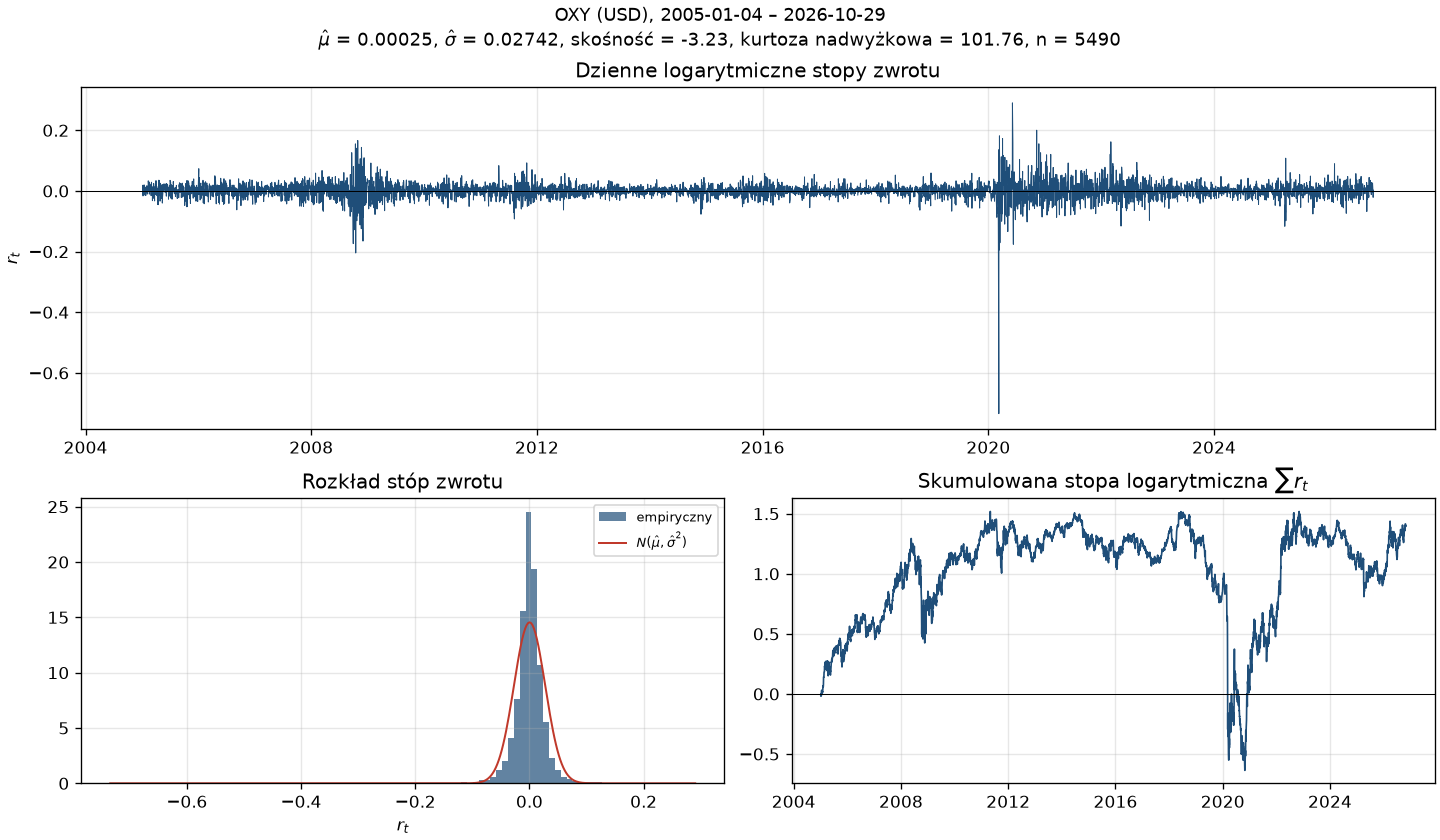 OXY (USD), 2005-01-04 – 2026-10-29
μ̂ = 0.00025, σ̂ = 0.02742, skośność = -3.23, kurtoza nadwyżkowa = 101.76, n = 5490
Dzienne logarytmiczne stopy zwrotu
r_t
0.2
0.0
−0.2
−0.4
−0.6
2004 2008 2012 2016 2020 2024
Rozkład stóp zwrotu
25
20
15
10
5
0
empiryczny
N(μ̂, σ̂²)
−0.6 −0.4 −0.2 0.0 0.2
r_t
Skumulowana stopa logarytmiczna ∑r_t
1.5
1.0
0.5
0.0
−0.5
2004 2008 2012 2016 2020 2024